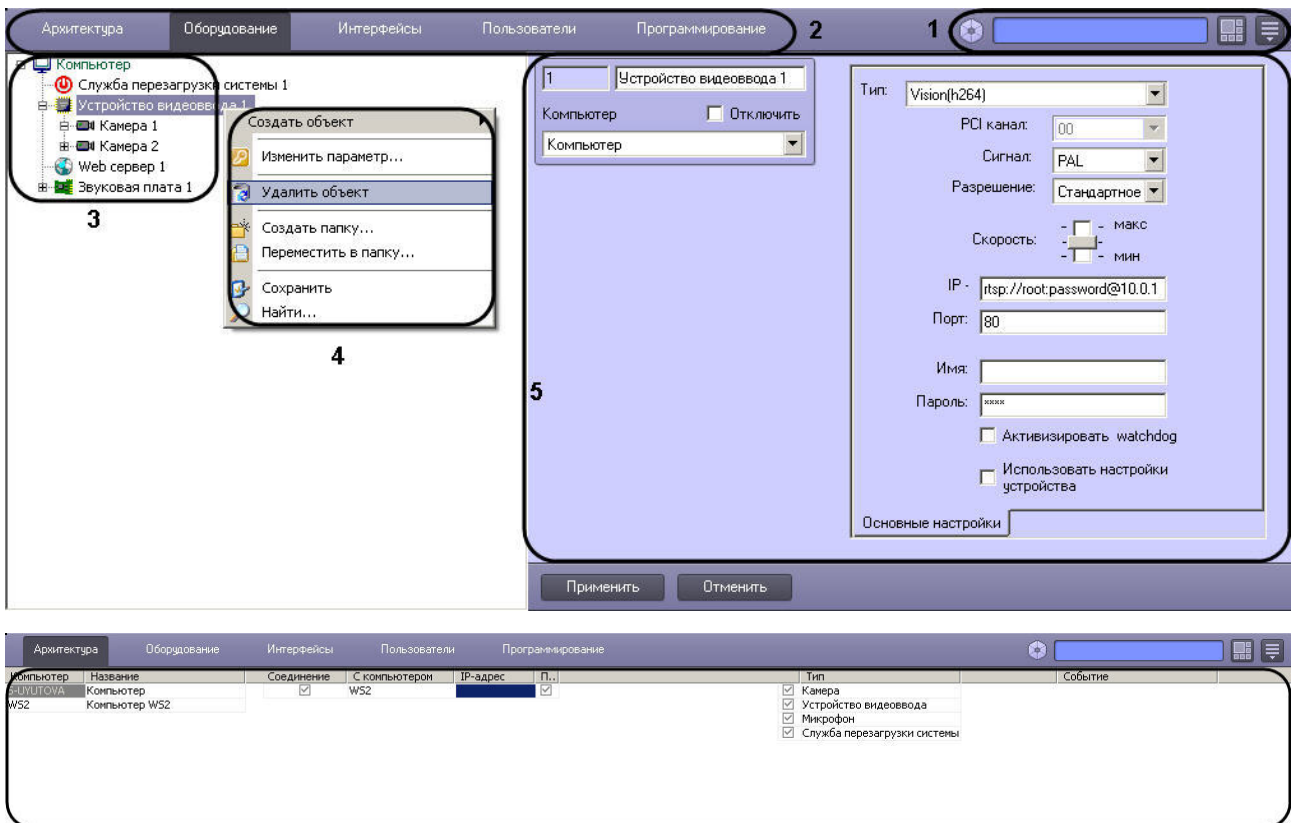 Архитектура Оборудование Интерфейсы Пользователи Программирование 2 1
Компьютер
Служба перезагрузки системы 1
Устройство видеоввода 1
Камера 1
Камера 2
Web сервер 1
Звуковая плата 1
3
Создать объект
Изменить параметр...
Удалить объект
Создать папку...
Переместить в папку...
Сохранить
Найти...
4
1 Устройство видеоввода 1
Компьютер Отключить
Компьютер
5
Тип: Vision(h264)
PCI канал: 00
Сигнал: PAL
Разрешение: Стандартное
Скорость: макс
мин
IP - rtsp://root:password@10.0.1
Порт: 80
Имя:
Пароль: ××××
Активизировать watchdog
Использовать настройки
устройства
Основные настройки
Применить Отменить
Архитектура Оборудование Интерфейсы Пользователи Программирование
Компьютер Название Соединение С компьютером IP-адрес П.. Тип Событие
S-UYUTOVA Компьютер WS2 Камера
WS2 Компьютер WS2 Устройство видеоввода
Микрофон
Служба перезагрузки системы